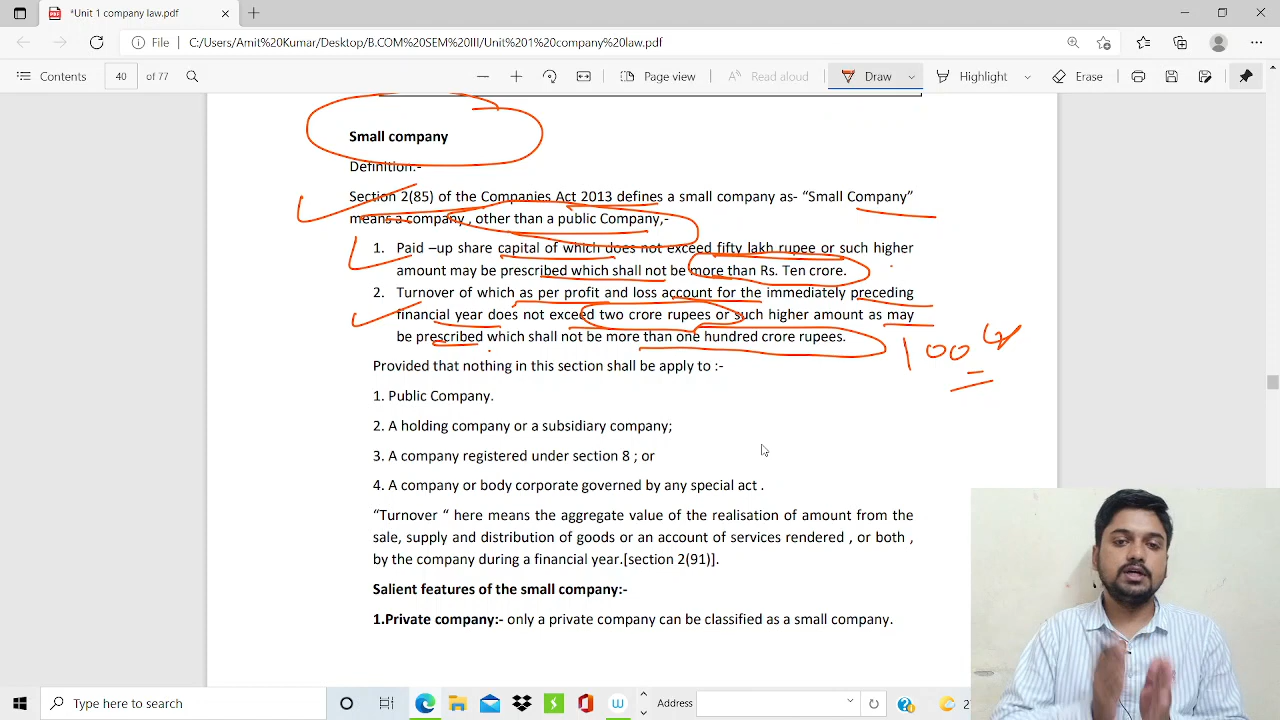 *Unit 1 company law.pdf
File
C:/Users/Amit%20Kumar/Desktop/B.COM%20SEM%20III/Unit%201%20company%20law.pdf
Contents
40
of 77
Page view
Read aloud
Draw
Highlight
Erase
Small company
Definition:-
Section 2(85) of the Companies Act 2013 defines a small company as- “Small Company”
means a company , other than a public Company,-
1. Paid –up share capital of which does not exceed fifty lakh rupee or such higher
amount may be prescribed which shall not be more than Rs. Ten crore.
2. Turnover of which as per profit and loss account for the immediately preceding
financial year does not exceed two crore rupees or such higher amount as may
be prescribed which shall not be more than one hundred crore rupees.
100 Cr
Provided that nothing in this section shall be apply to :-
1. Public Company.
2. A holding company or a subsidiary company;
3. A company registered under section 8 ; or
4. A company or body corporate governed by any special act .
“Turnover “ here means the aggregate value of the realisation of amount from the
sale, supply and distribution of goods or an account of services rendered , or both ,
by the company during a financial year.[section 2(91)].
Salient features of the small company:-
1.Private company:- only a private company can be classified as a small company.
Type here to search
Address
2